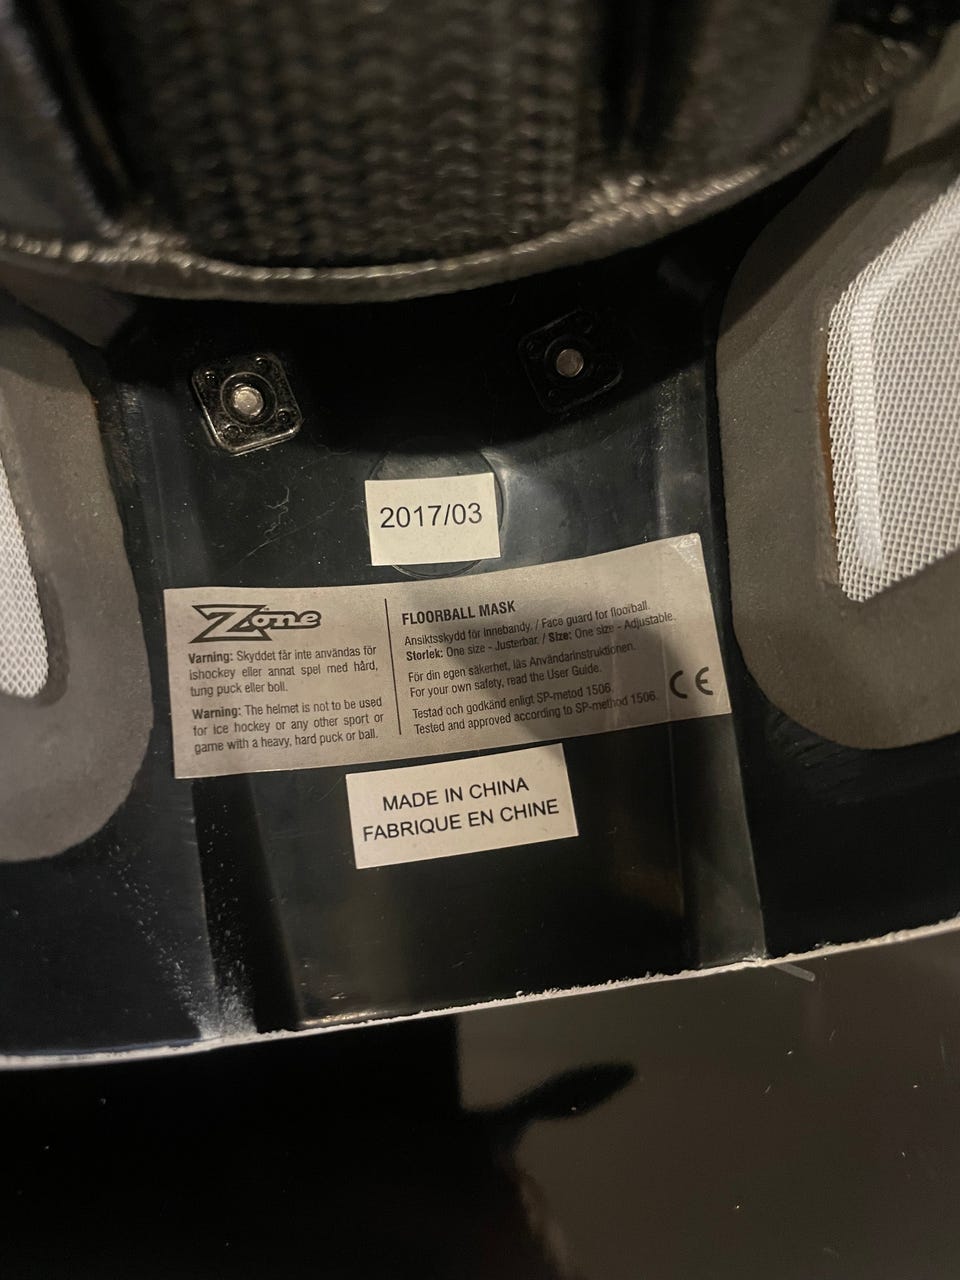 2017/03
Zone
Varning: Skyddet får inte användas för
ishockey eller annat spel med hård,
tung puck eller boll.
Warning: The helmet is not to be used
for ice hockey or any other sport or
game with a heavy, hard puck or ball.
FLOORBALL MASK
Ansiktsskydd för Innebandy. / Face guard for floorball.
Storlek: One size - Justerbar. / Size: One size - Adjustable.
För din egen säkerhet, läs Användarinstruktionen.
For your own safety, read the User Guide.
Testad och godkänd enligt SP-metod 1506.
Tested and approved according to SP-method 1506.
CE
MADE IN CHINA
FABRIQUE EN CHINE